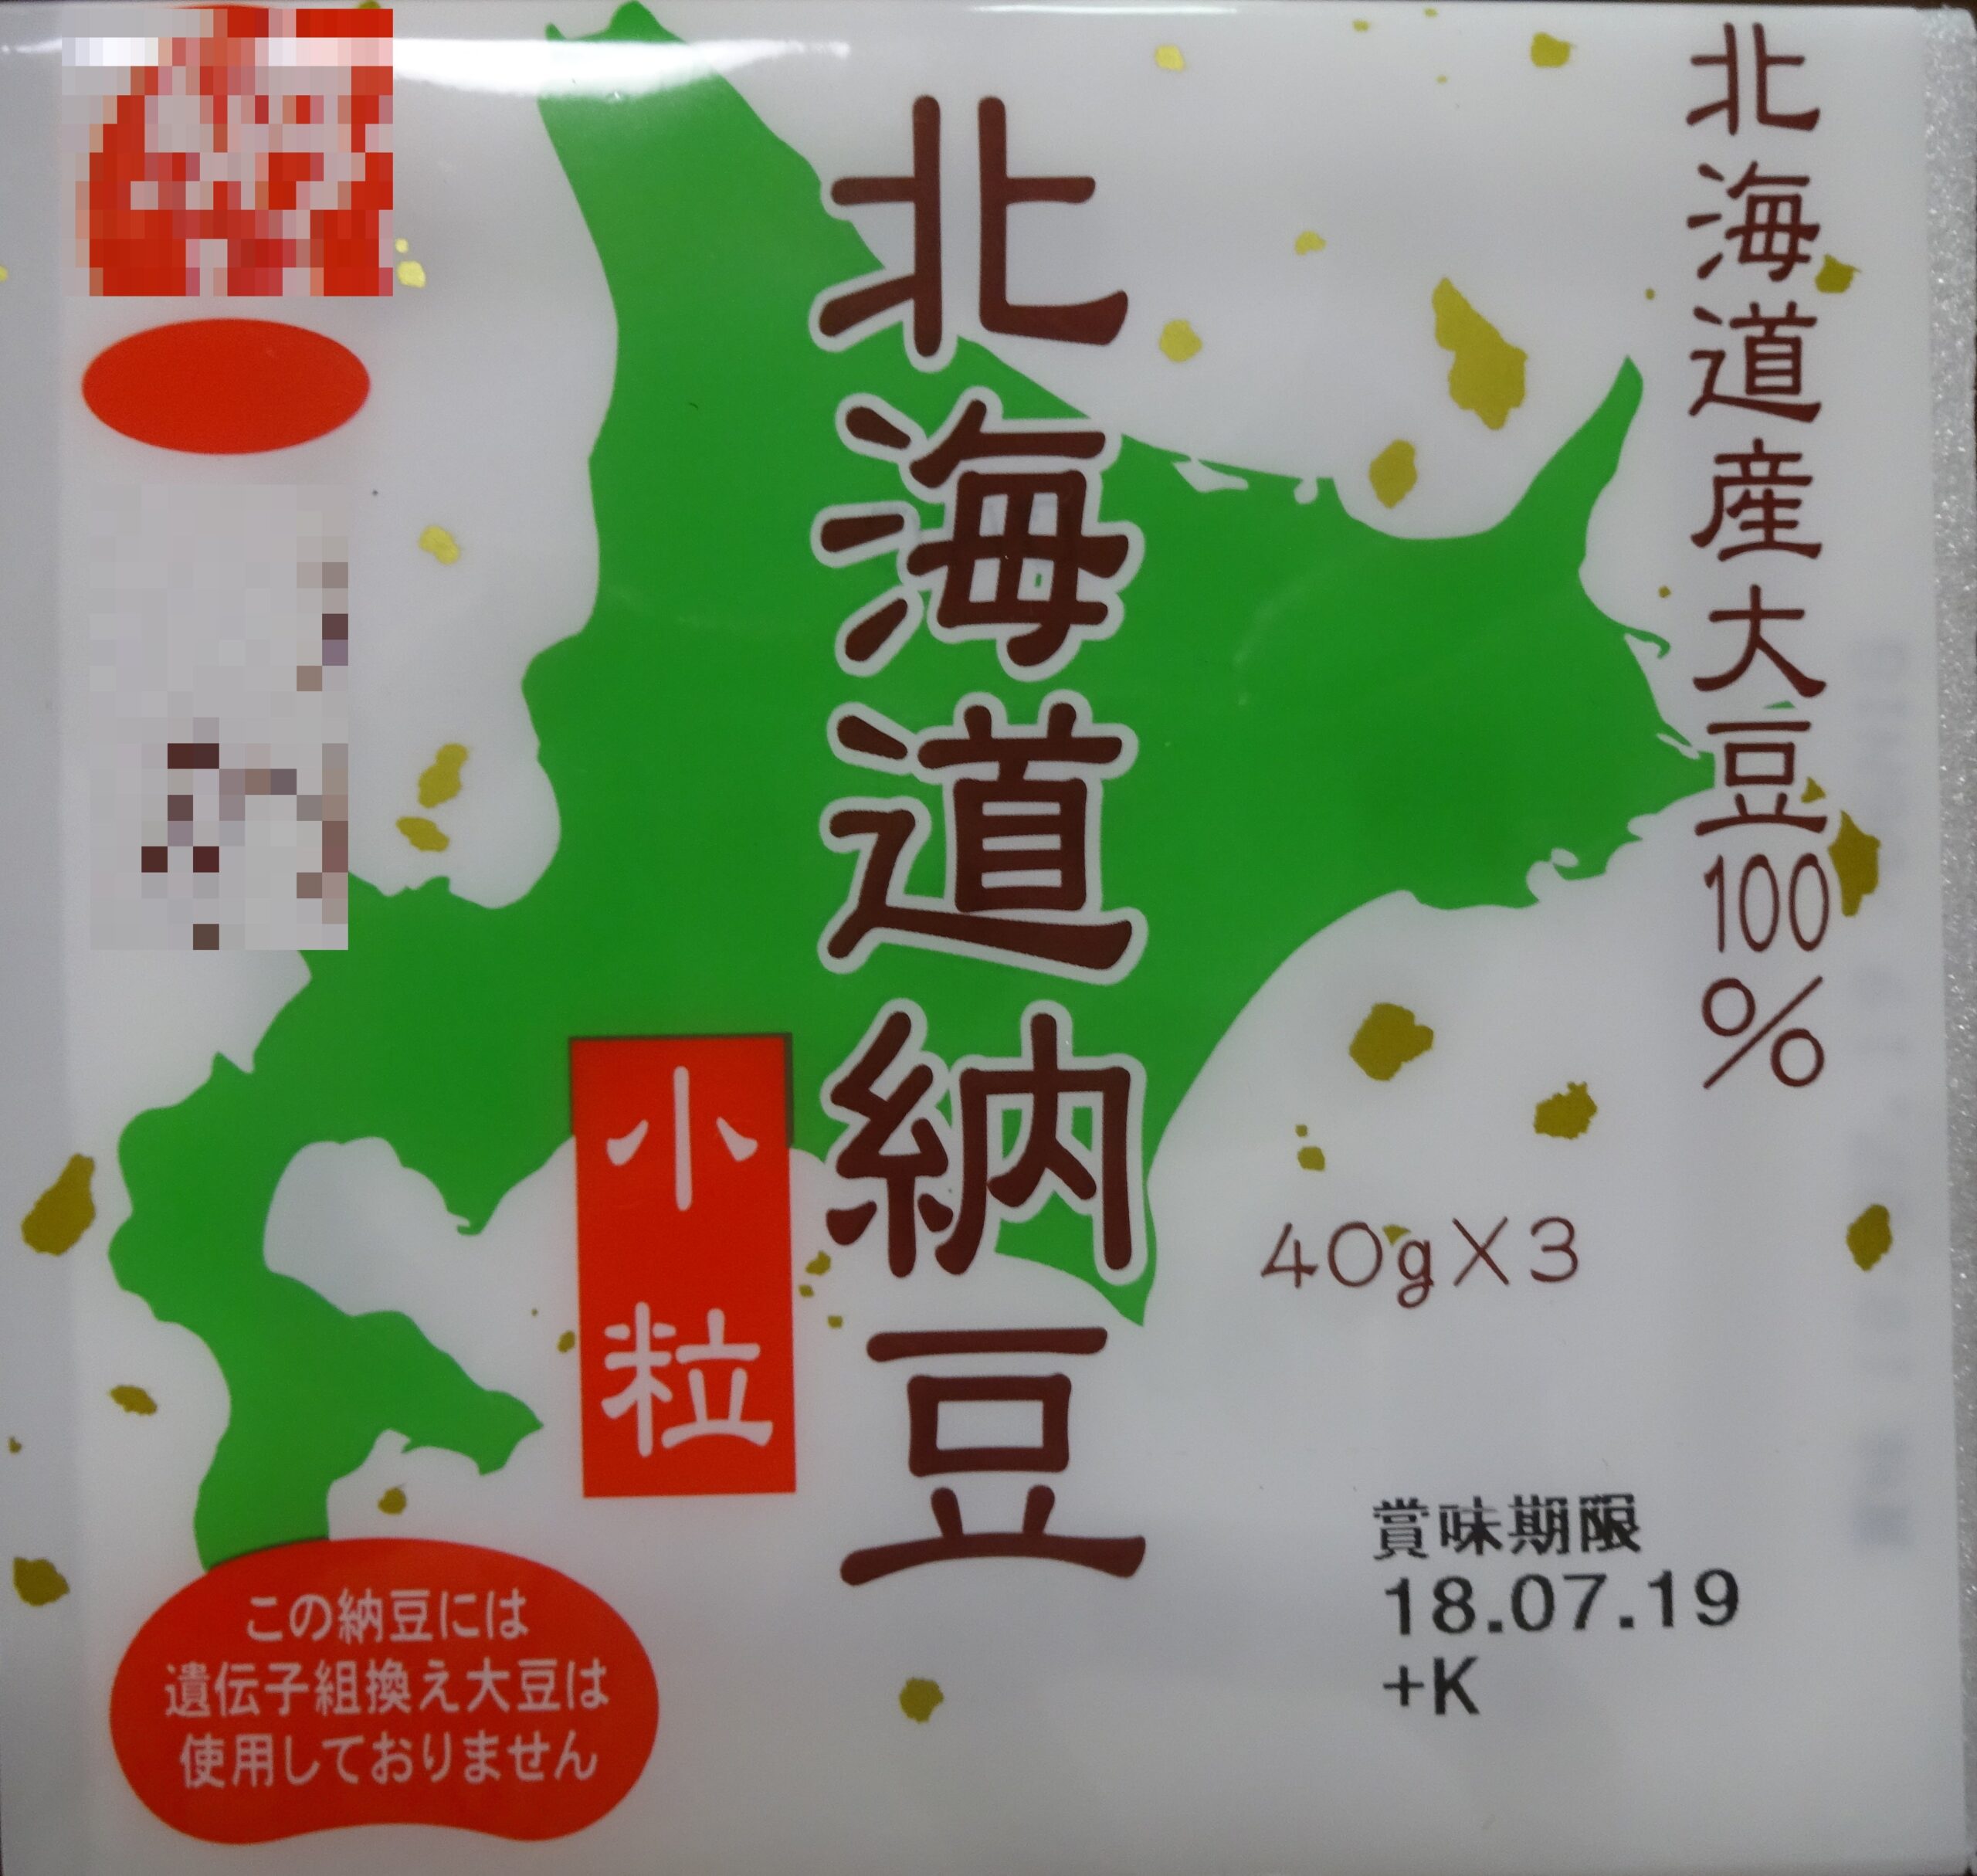 北海道産大豆100%
北海道納豆
小粒
40g×3
賞味期限
18.07.19
+K
この納豆には
遺伝子組換え大豆は
使用しておりません